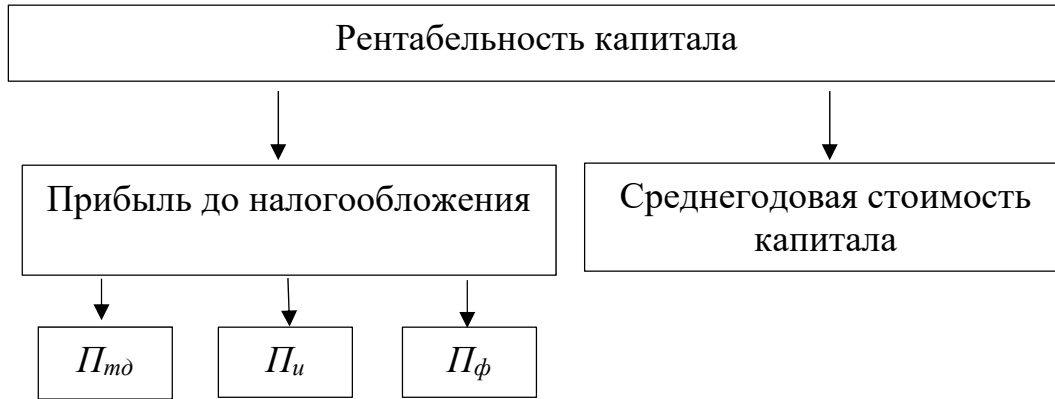 Рентабельность капитала
Прибыль до налогообложения
Среднегодовая стоимость
капитала
Птд
Пи
Пф